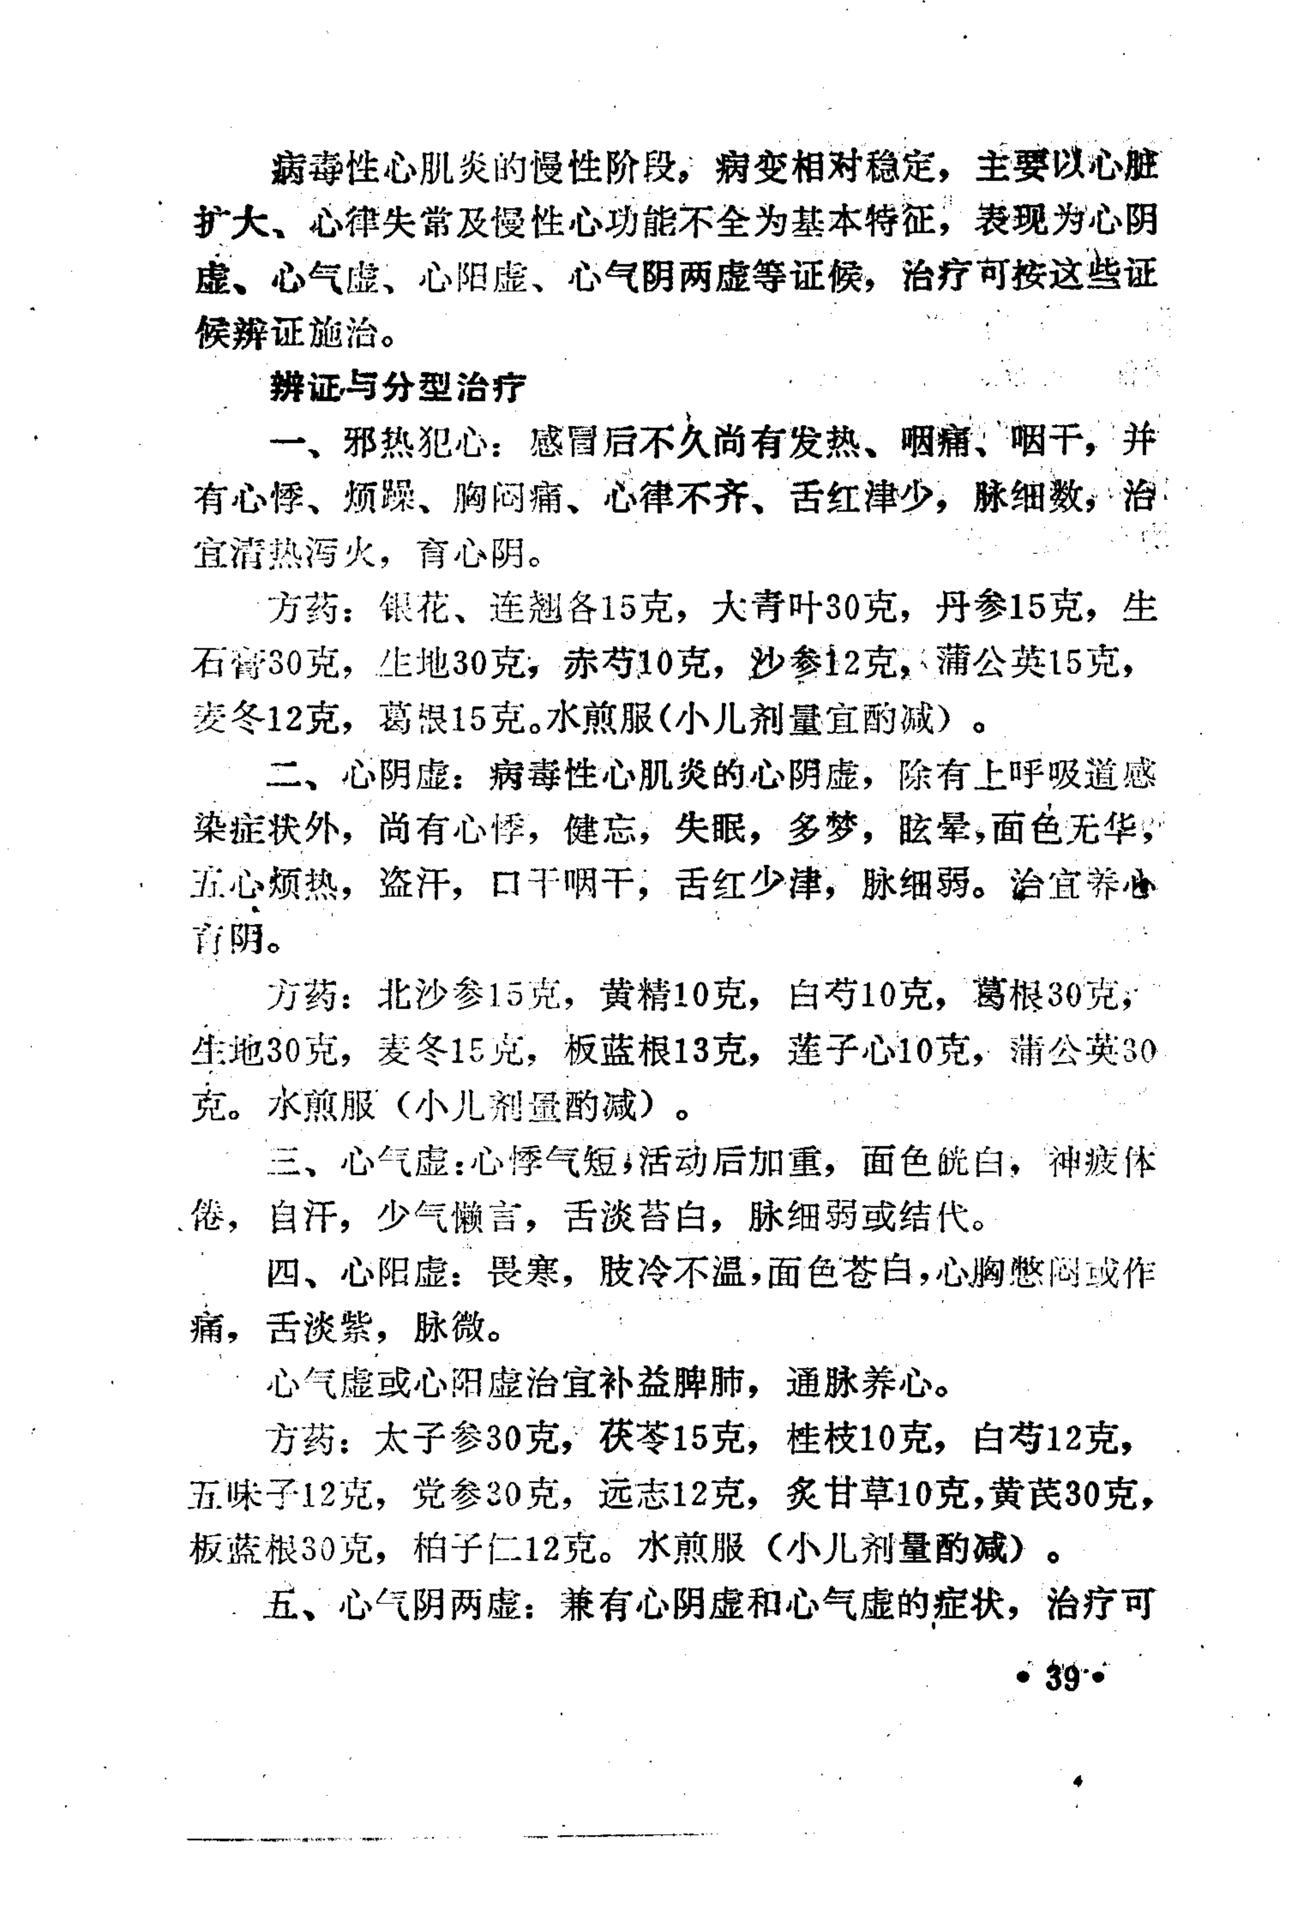 病毒性心肌炎的慢性阶段，病变相对稳定，主要以心脏
扩大、心律失常及慢性心功能不全为基本特征，表现为心阴
虚、心气虚、心阳虚、心气阴两虚等证候，治疗可按这些证
候辨证施治。
辨证与分型治疗
一、邪热犯心：感冒后不久尚有发热、咽痛、咽干，并
有心悸、烦躁、胸闷痛、心律不齐、舌红津少，脉细数，治
宜清热泻火，育心阴。
方药：银花、连翘各15克，大青叶30克，丹参15克，生
石膏30克，生地30克，赤芍10克，沙参12克，蒲公英15克，
麦冬12克，葛根15克。水煎服（小儿剂量宜酌减）。
二、心阴虚：病毒性心肌炎的心阴虚，除有上呼吸道感
染症状外，尚有心悸，健忘，失眠，多梦，眩晕，面色无华，
五心烦热，盗汗，口干咽干，舌红少津，脉细弱。治宜养心
育阴。
方药：北沙参15克，黄精10克，白芍10克，葛根30克，
生地30克，麦冬15克，板蓝根13克，莲子心10克，蒲公英30
克。水煎服（小儿剂量酌减）。
三、心气虚：心悸气短，活动后加重，面色㿠白，神疲体
倦，自汗，少气懒言，舌淡苔白，脉细弱或结代。
四、心阳虚：畏寒，肢冷不温，面色苍白，心胸憋闷或作
痛，舌淡紫，脉微。
心气虚或心阳虚治宜补益脾肺，通脉养心。
方药：太子参30克，茯苓15克，桂枝10克，白芍12克，
五味子12克，党参30克，远志12克，炙甘草10克，黄芪30克，
板蓝根30克，柏子仁12克。水煎服（小儿剂量酌减）。
五、心气阴两虚：兼有心阴虚和心气虚的症状，治疗可
•39•